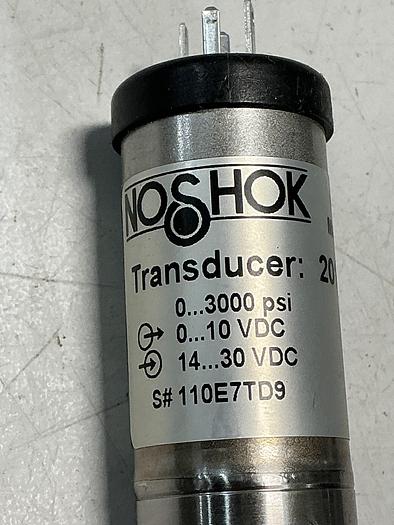 NOSHOK
Transducer: 20
0...3000 psi
0...10 VDC
14...30 VDC
S# 110E7TD9